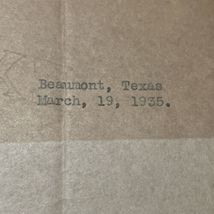 Beaumont, Texas
March, 19, 1935.